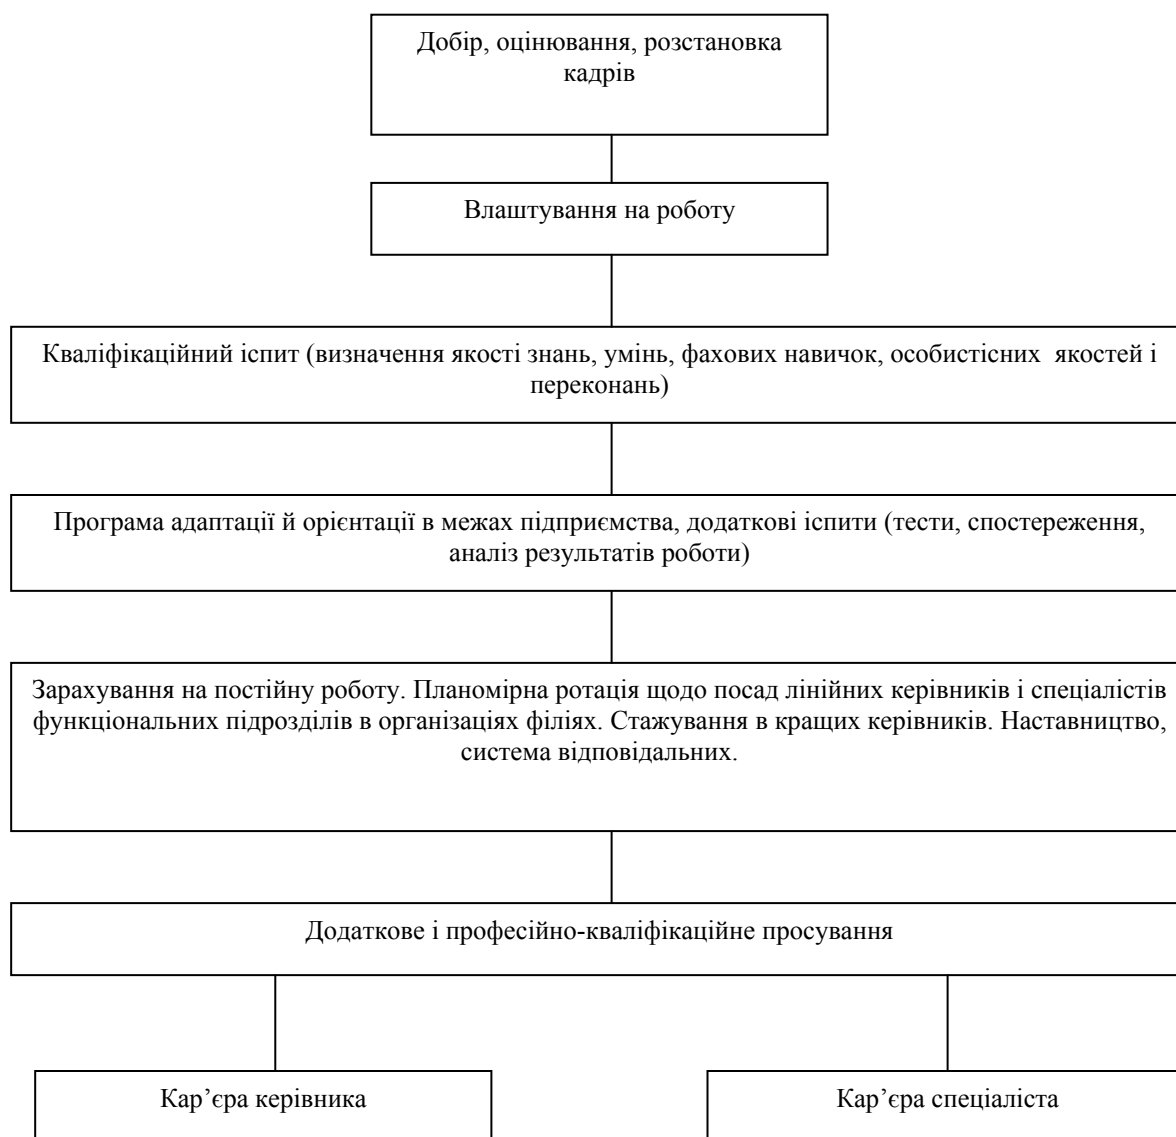 Добір, оцінювання, розстановка
кадрів
Влаштування на роботу
Кваліфікаційний іспит (визначення якості знань, умінь, фахових навичок, особистісних якостей і
переконань)
Програма адаптації й орієнтації в межах підприємства, додаткові іспити (тести, спостереження,
аналіз результатів роботи)
Зарахування на постійну роботу. Планомірна ротація щодо посад лінійних керівників і спеціалістів
функціональних підрозділів в організаціях філіях. Стажування в кращих керівників. Наставництво,
система відповідальних.
Додаткове і професійно-кваліфікаційне просування
Кар’єра керівника
Кар’єра спеціаліста